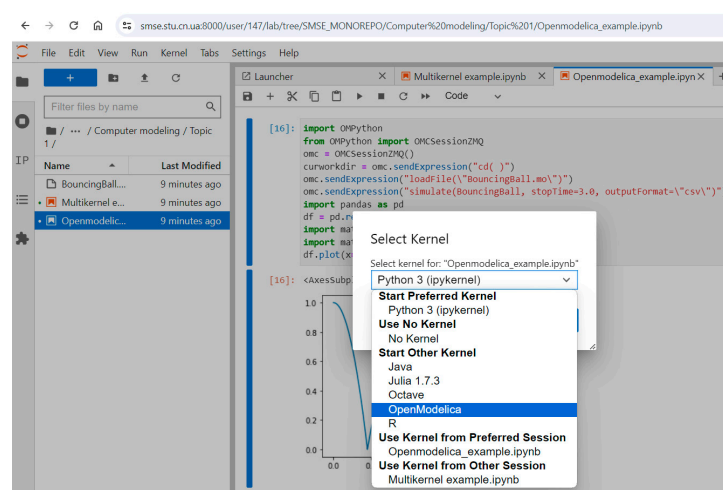 smse.stu.cn.ua:8000/user/147/lab/tree/SMSE_MONOREPO/Computer%20modeling/Topic%201/Openmodelica_example.ipynb
File Edit View Run Kernel Tabs Settings Help
Launcher
Multikernel example.ipynb
Openmodelica_example.ipyn
Code
Filter files by name
/ ··· / Computer modeling / Topic
1 /
Name
Last Modified
BouncingBall.... 9 minutes ago
Multikernel e... 9 minutes ago
Openmodelic... 9 minutes ago
IP
[16]: import OMPython
from OMPython import OMCSessionZMQ
omc = OMCSessionZMQ()
curworkdir = omc.sendExpression("cd( )")
omc.sendExpression("loadFile(\"BouncingBall.mo\")")
omc.sendExpression("simulate(BouncingBall, stopTime=3.0, outputFormat=\"csv\")"
import pandas as pd
df = pd.re
import mat
import mat
df.plot(x
[16]: <AxesSubp
1.0
0.8
0.6
0.4
0.2
0.0
0.0
0.
Select Kernel
Select kernel for: "Openmodelica_example.ipynb"
Python 3 (ipykernel)
Start Preferred Kernel
Python 3 (ipykernel)
Use No Kernel
No Kernel
Start Other Kernel
Java
Julia 1.7.3
Octave
OpenModelica
R
Use Kernel from Preferred Session
Openmodelica_example.ipynb
Use Kernel from Other Session
Multikernel example.ipynb